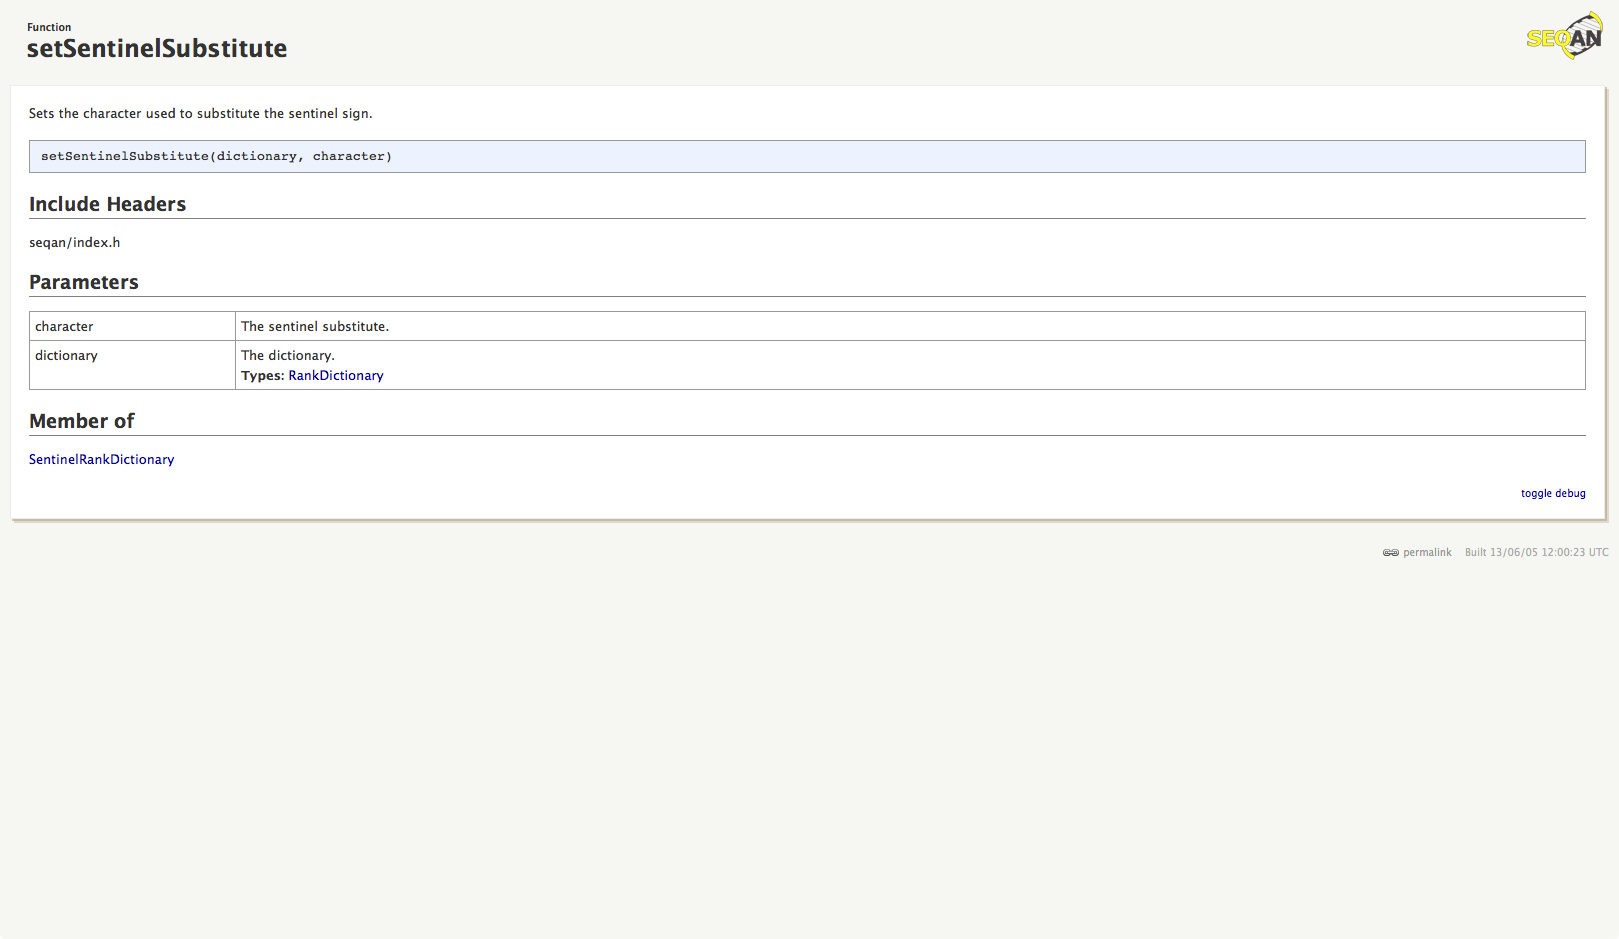 Function
setSentinelSubstitute
SEQAN
Sets the character used to substitute the sentinel sign.
setSentinelSubstitute(dictionary, character)
Include Headers
seqan/index.h
Parameters
character The sentinel substitute.
dictionary The dictionary.
Types: RankDictionary
Member of
SentinelRankDictionary
toggle debug
permalink Built 13/06/05 12:00:23 UTC